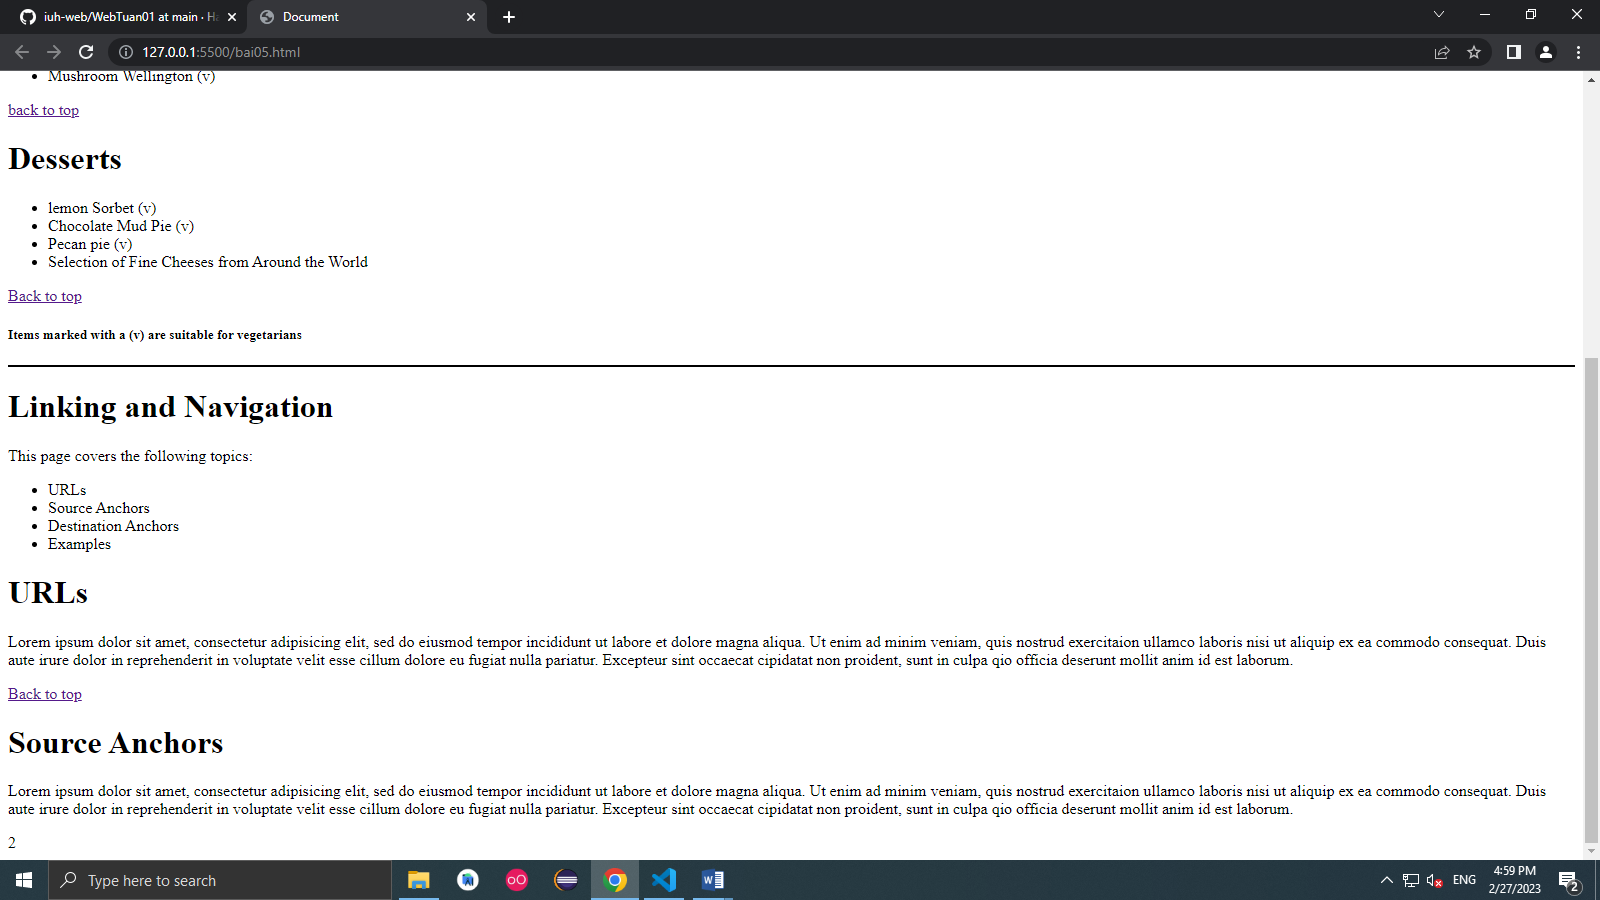 iuh-web/WebTuan01 at main · Ha
Document
127.0.0.1:5500/bai05.html
Mushroom Wellington (v)
back to top
Desserts
lemon Sorbet (v)
Chocolate Mud Pie (v)
Pecan pie (v)
Selection of Fine Cheeses from Around the World
Back to top
Items marked with a (v) are suitable for vegetarians
Linking and Navigation
This page covers the following topics:
URLs
Source Anchors
Destination Anchors
Examples
URLs
Lorem ipsum dolor sit amet, consectetur adipisicing elit, sed do eiusmod tempor incididunt ut labore et dolore magna aliqua. Ut enim ad minim veniam, quis nostrud exercitaion ullamco laboris nisi ut aliquip ex ea commodo consequat. Duis
aute irure dolor in reprehenderit in voluptate velit esse cillum dolore eu fugiat nulla pariatur. Excepteur sint occaecat cipidatat non proident, sunt in culpa qio officia deserunt mollit anim id est laborum.
Back to top
Source Anchors
Lorem ipsum dolor sit amet, consectetur adipisicing elit, sed do eiusmod tempor incididunt ut labore et dolore magna aliqua. Ut enim ad minim veniam, quis nostrud exercitaion ullamco laboris nisi ut aliquip ex ea commodo consequat. Duis
aute irure dolor in reprehenderit in voluptate velit esse cillum dolore eu fugiat nulla pariatur. Excepteur sint occaecat cipidatat non proident, sunt in culpa qio officia deserunt mollit anim id est laborum.
2
Type here to search
ENG
4:59 PM
2/27/2023
2